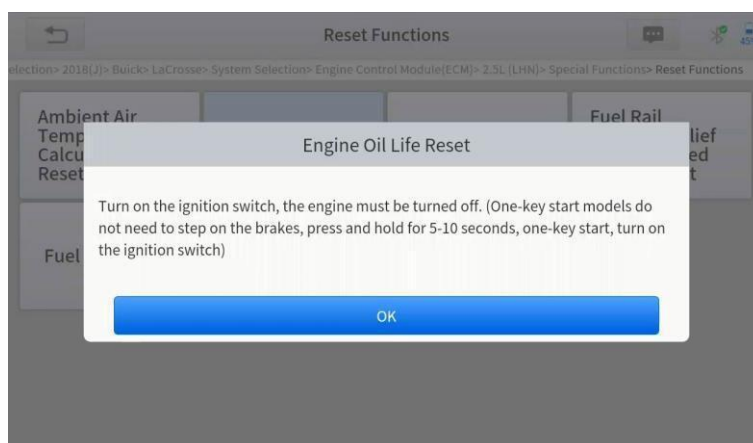 Reset Functions
45%
election> 2018(J)> Buick> LaCrosse> System Selection> Engine Control Module(ECM)> 2.5L (LHN)> Special Functions> Reset Functions
Ambient Air
Temp
Calcu
Reset
Fuel Rail
lief
ed
t
Fuel
Engine Oil Life Reset
Turn on the ignition switch, the engine must be turned off. (One-key start models do
not need to step on the brakes, press and hold for 5-10 seconds, one-key start, turn on
the ignition switch)
OK